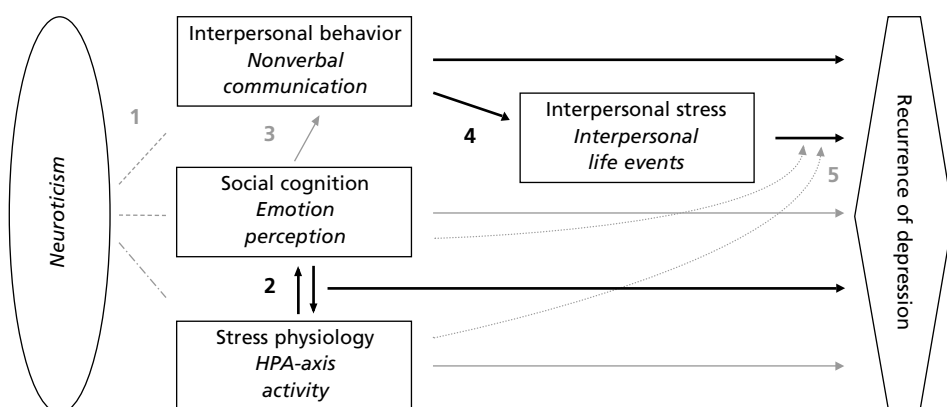 Interpersonal behavior
Nonverbal
communication
1
3
4
Interpersonal stress
Interpersonal
life events
5
Neuroticism
Social cognition
Emotion
perception
2
Stress physiology
HPA-axis
activity
Recurrence of depression